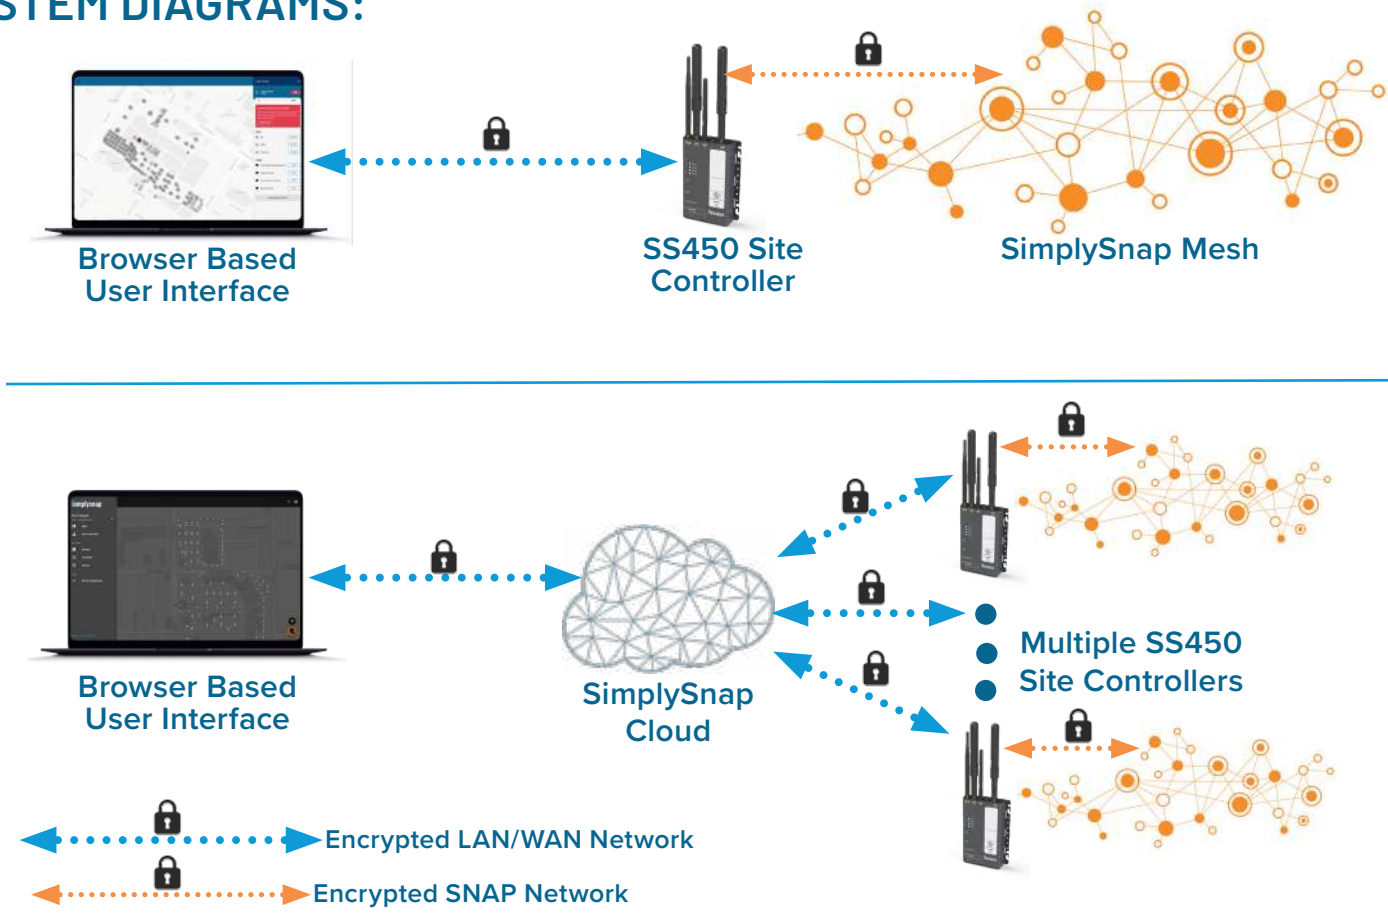 STEM DIAGRAMS:
Browser Based
User Interface
SS450 Site
Controller
SimplySnap Mesh
simplysnap
Browser Based
User Interface
SimplySnap
Cloud
Multiple SS450
Site Controllers
Encrypted LAN/WAN Network
Encrypted SNAP Network